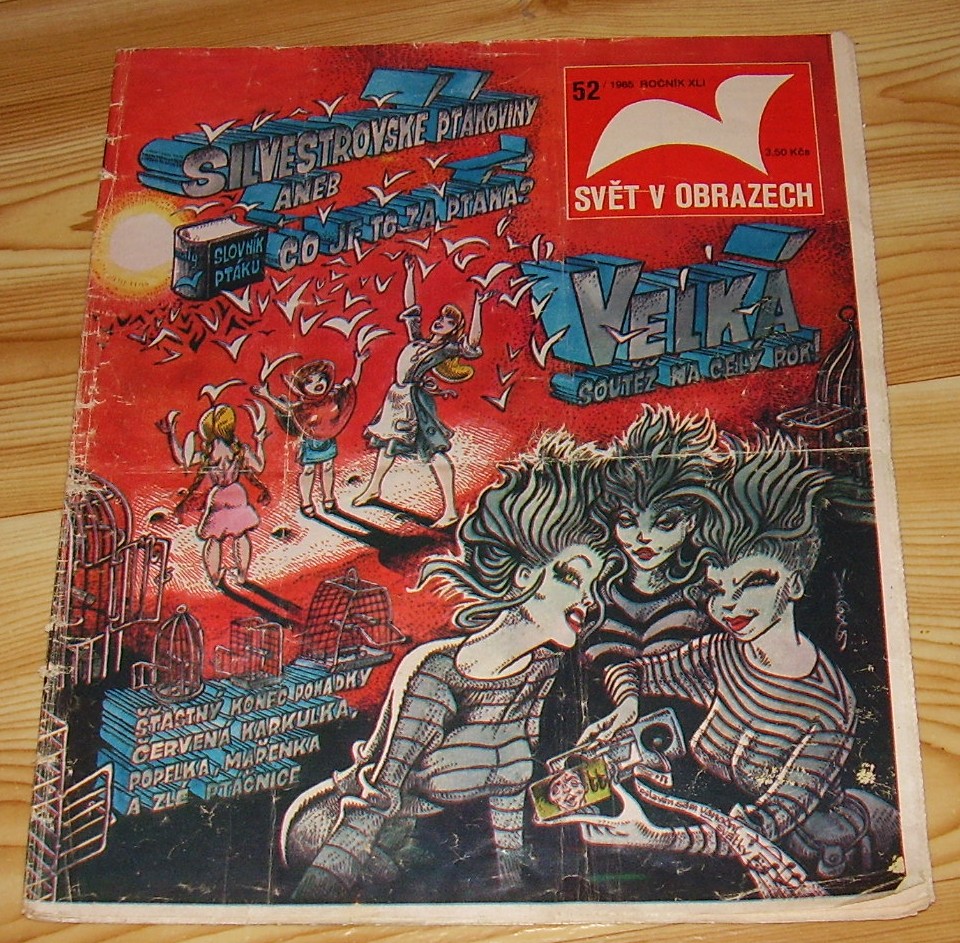 SILVESTROVSKÉ PTÁKOVINY
ANEB
CO JE TO ZA PTÁKA?
SLOVNÍK
PTÁKŮ
52 / 1985 ROČNÍK XLI
3,50 Kčs
SVĚT V OBRAZECH
VELKÁ
SOUTĚŽ NA CELÝ ROK!
ŠŤASTNÝ KONEC POHÁDKY
ČERVENÁ KARKULKA,
POPELKA, MAŘENKA
A ZLÉ PTÁČNICE